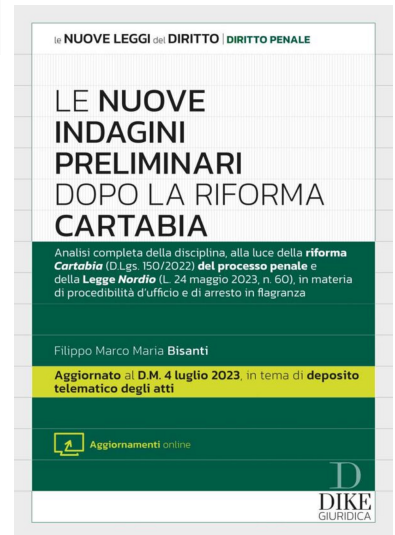 le NUOVE LEGGI del DIRITTO | DIRITTO PENALE
LE NUOVE
INDAGINI
PRELIMINARI
DOPO LA RIFORMA
CARTABIA
Analisi completa della disciplina, alla luce della riforma
Cartabia (D.Lgs. 150/2022) del processo penale e
della Legge Nordio (L. 24 maggio 2023, n. 60), in materia
di procedibilità d'ufficio e di arresto in flagranza
Filippo Marco Maria Bisanti
Aggiornato al D.M. 4 luglio 2023, in tema di deposito
telematico degli atti
Aggiornamenti online
D
DIKE
GIURIDICA